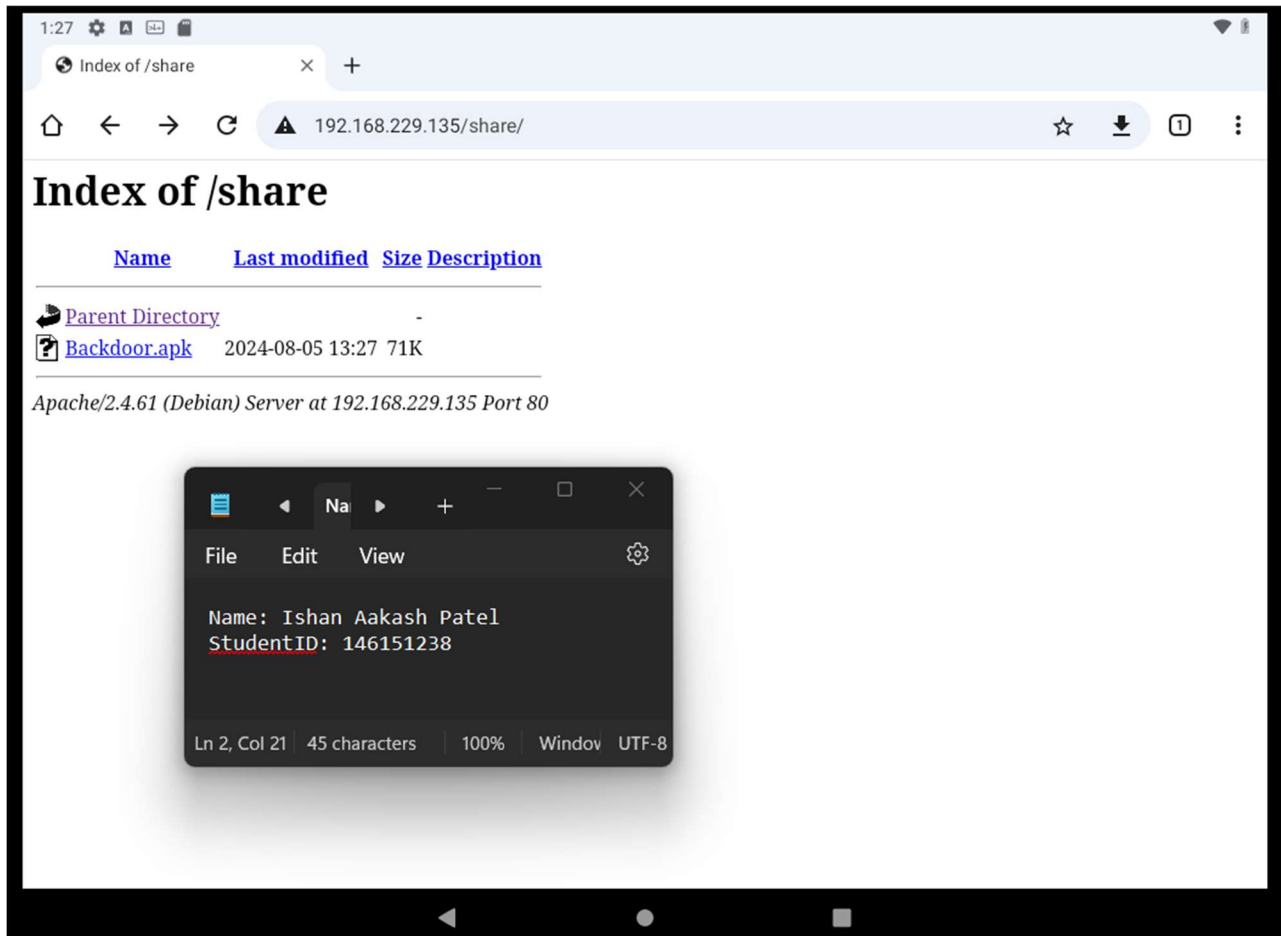 1:27
Index of /share
192.168.229.135/share/
1
Index of /share
Name Last modified Size Description
Parent Directory -
Backdoor.apk 2024-08-05 13:27 71K
Apache/2.4.61 (Debian) Server at 192.168.229.135 Port 80
Na
File Edit View
Name: Ishan Aakash Patel
StudentID: 146151238
Ln 2, Col 21 45 characters 100% Window UTF-8